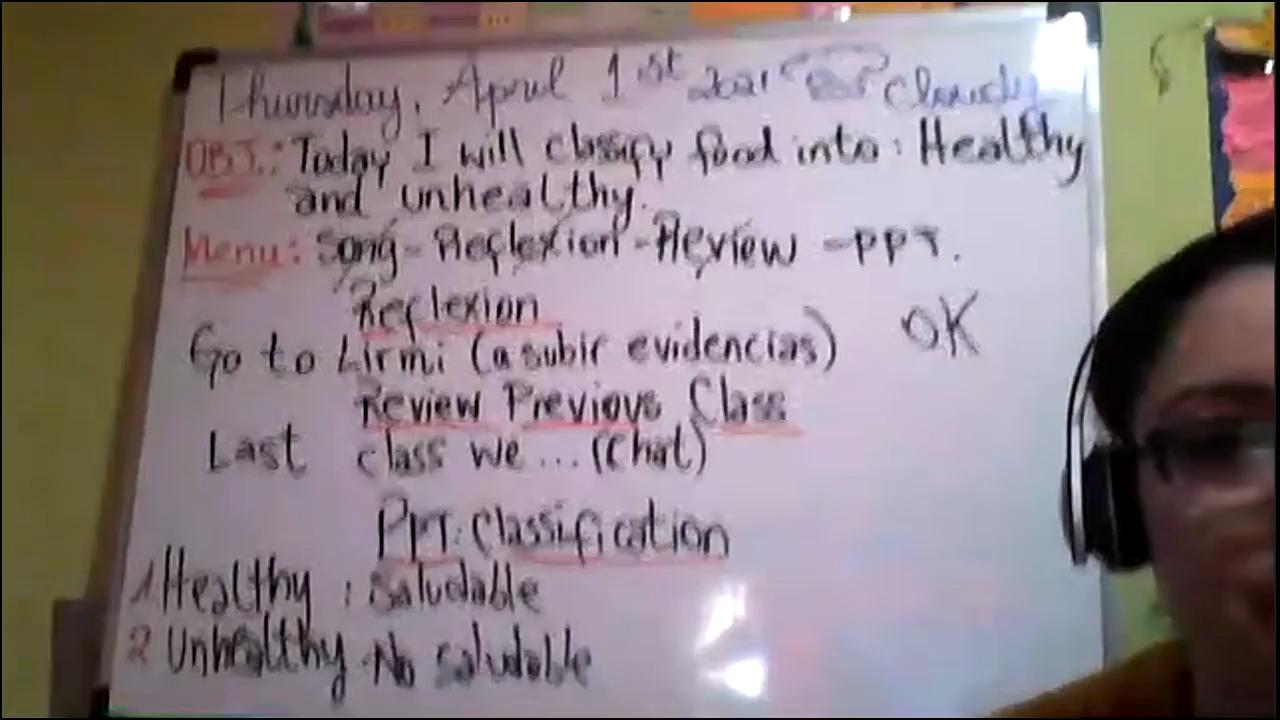 Thursday, April 1st 2021 Cloudy
OBJ.: Today I will classify food into: Healthy
and unhealthy.
Menu: Song-Reflexion-Review-PPT.
Reflexion
Go to Lirmi (a subir evidencias) OK
Review Previous Class
Last class we... (Chat)
PPT: Classification
1 Healthy : Saludable
2 Unhealthy. No saludable